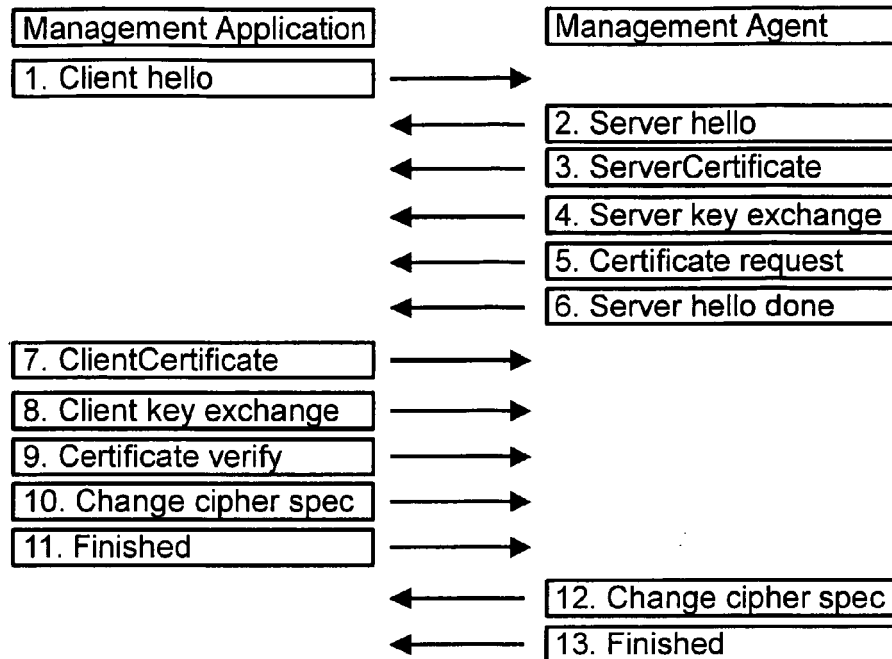 Management Application
Management Agent
1. Client hello
2. Server hello
3. ServerCertificate
4. Server key exchange
5. Certificate request
6. Server hello done
7. ClientCertificate
8. Client key exchange
9. Certificate verify
10. Change cipher spec
11. Finished
12. Change cipher spec
13. Finished